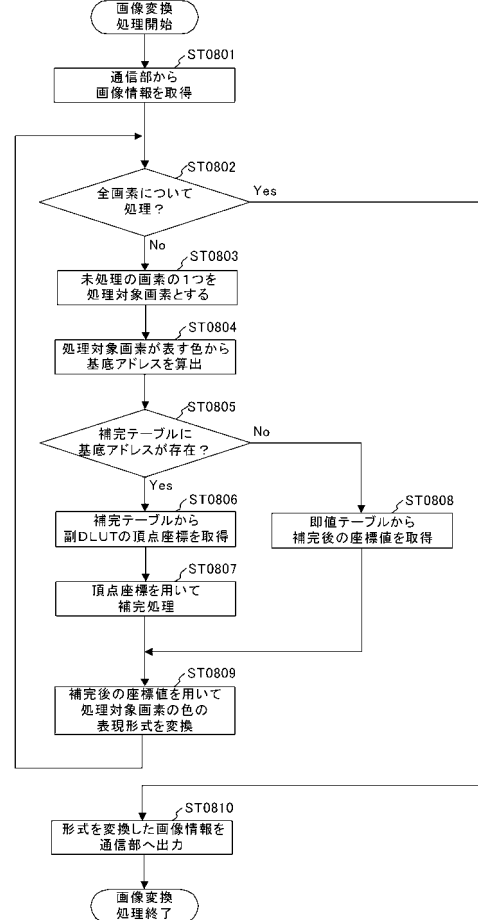 画像変換
処理開始
ST0801
通信部から
画像情報を取得
ST0802
全画素について
処理？
Yes
No
ST0803
未処理の画素の1つを
処理対象画素とする
ST0804
処理対象画素が表す色から
基底アドレスを算出
ST0805
補完テーブルに
基底アドレスが存在？
No
Yes
ST0806
補完テーブルから
副DLUTの頂点座標を取得
ST0808
即値テーブルから
補完後の座標値を取得
ST0807
頂点座標を用いて
補完処理
ST0809
補完後の座標値を用いて
処理対象画素の色の
表現形式を変換
ST0810
形式を変換した画像情報を
通信部へ出力
画像変換
処理終了